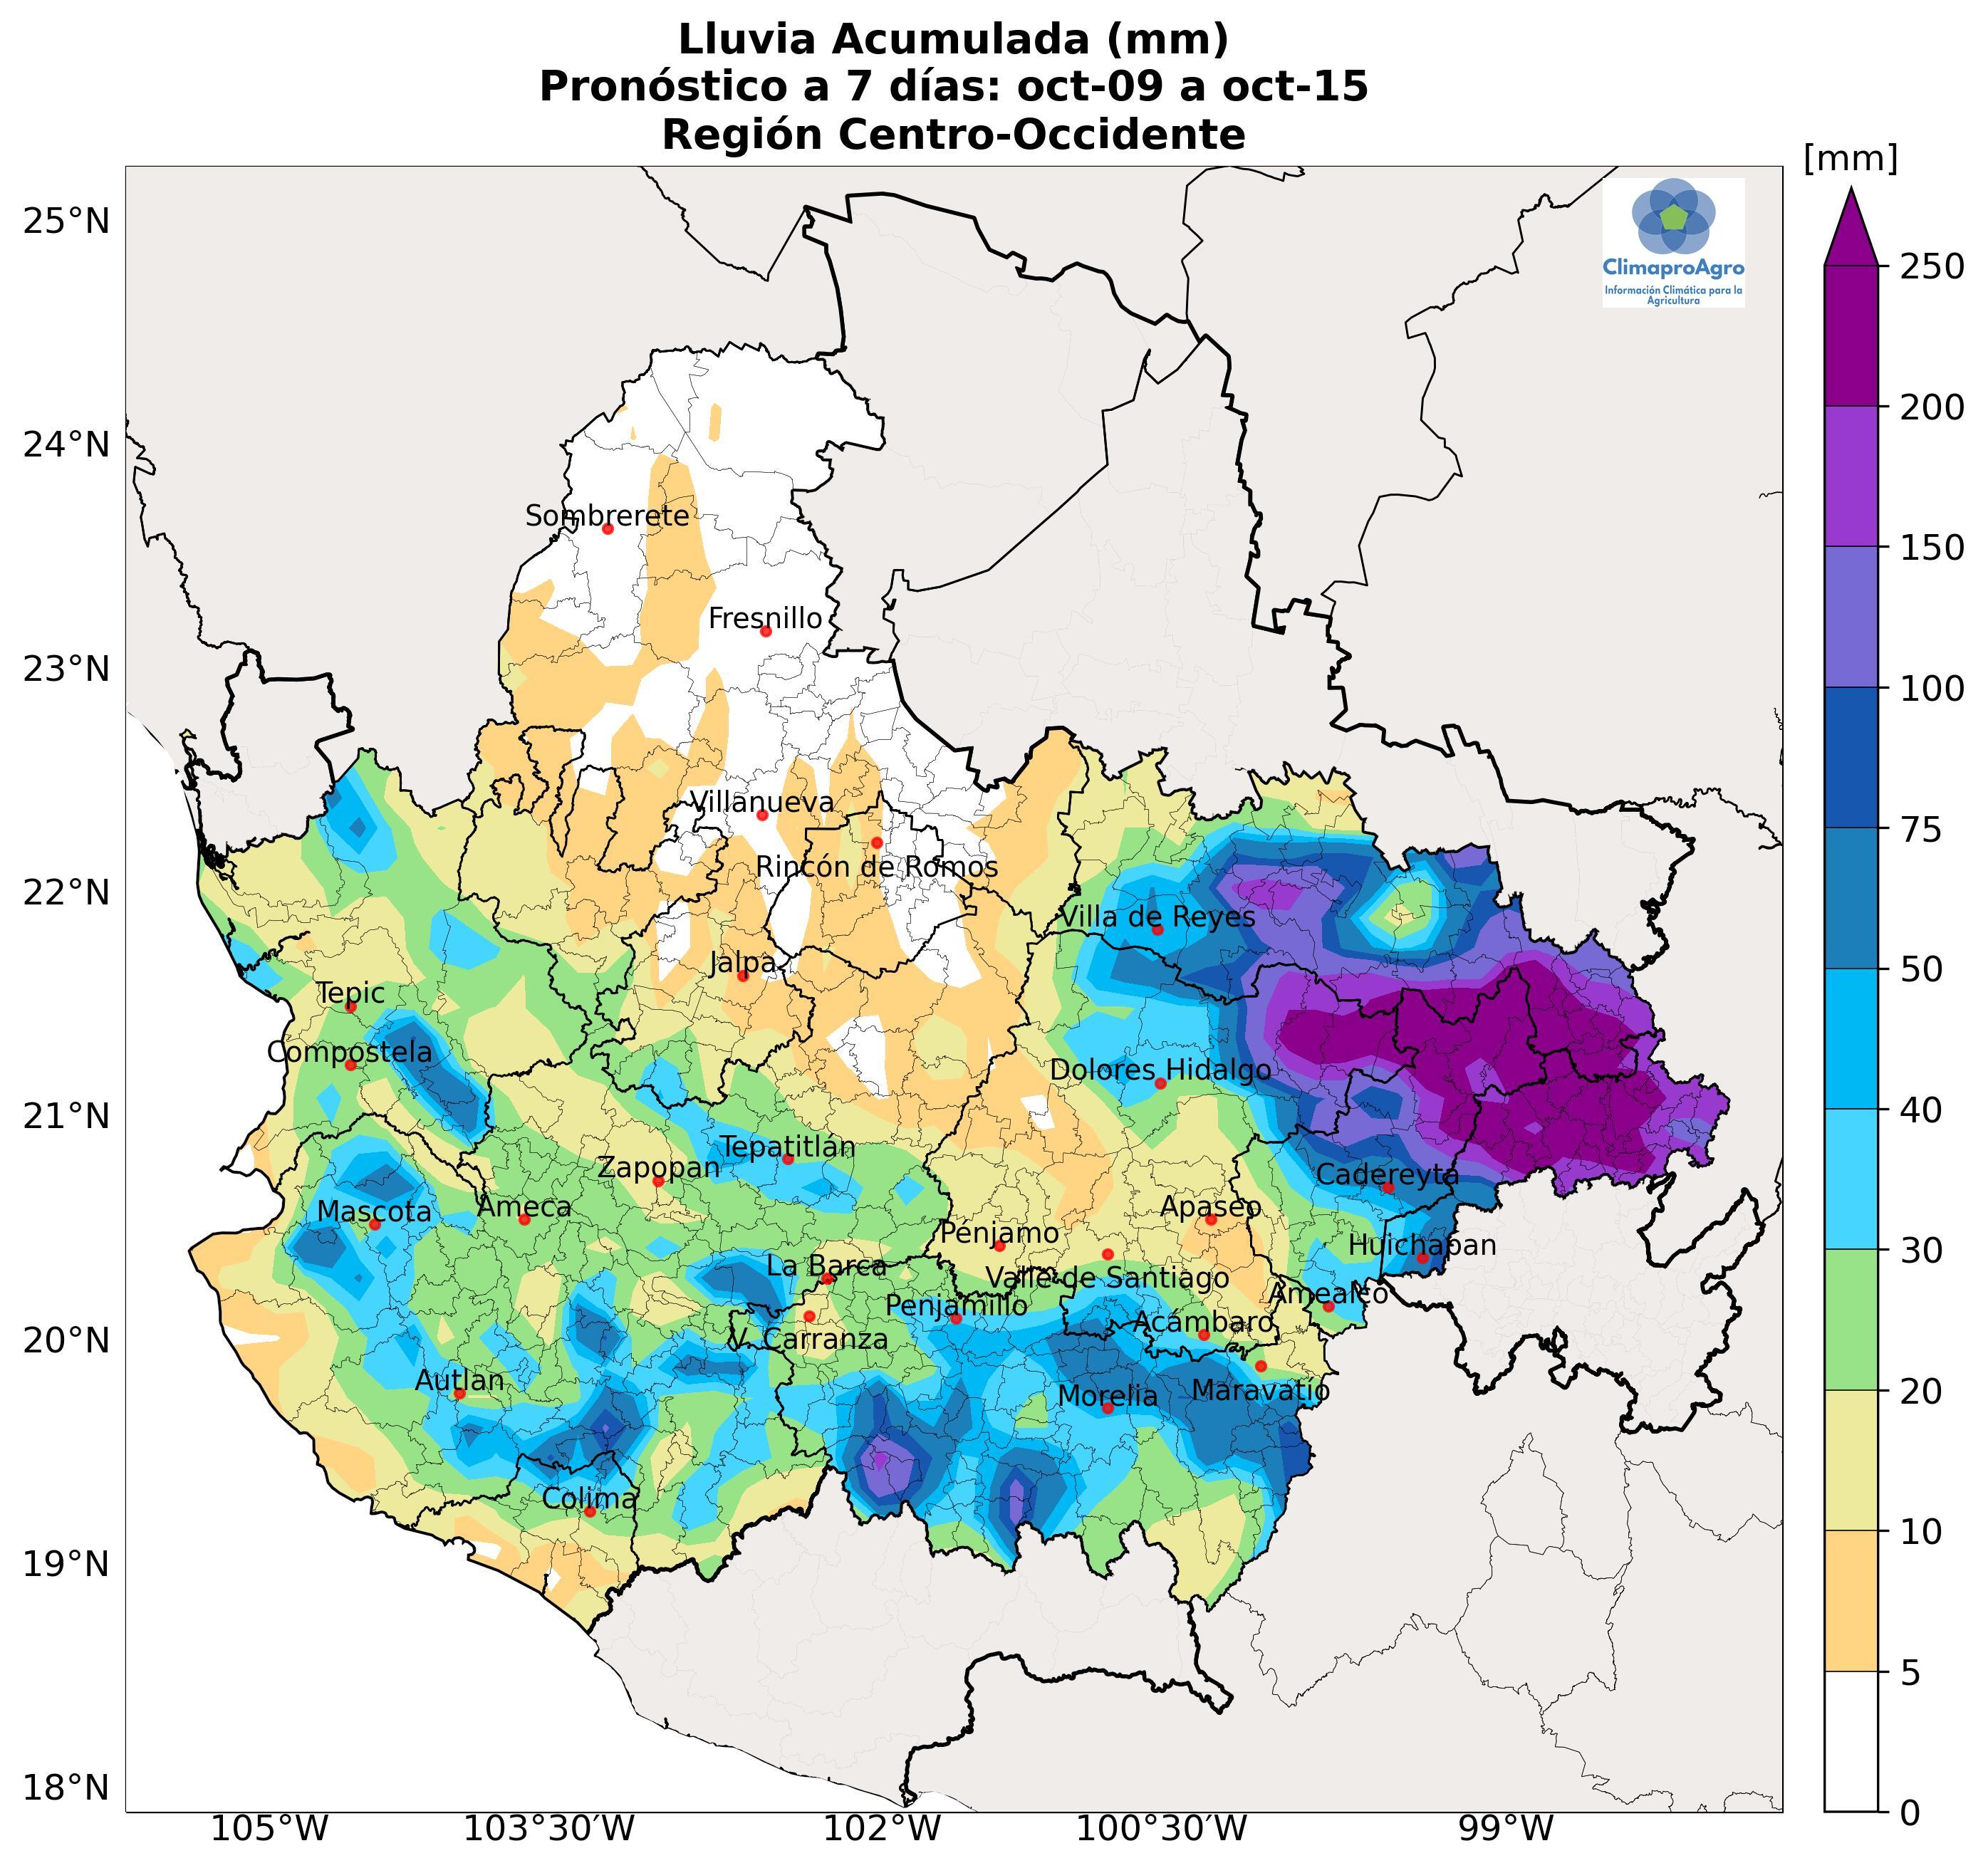 Lluvia Acumulada (mm)
Pronóstico a 7 días: oct-09 a oct-15
Región Centro-Occidente
[mm]
25°N
24°N
23°N
22°N
21°N
20°N
19°N
18°N
ClimaproAgro
Información Climática para la
Agricultura
250
200
150
100
75
50
40
30
20
10
5
0
Sombrerete
Fresnillo
Villanueva
Rincón de Romos
Villa de Reyes
Jalpa
Tepic
Compostela
Dolores Hidalgo
Tepatitlán
Zapopan
Cadereyta
Mascota
Ameca
Apaseo
Pénjamo
Huichapan
La Barca
Valle de Santiago
Amealco
Penjamillo
Acámbaro
V. Carranza
Autlan
Morelia
Maravatío
Colima
105°W
103°30'W
102°W
100°30'W
99°W